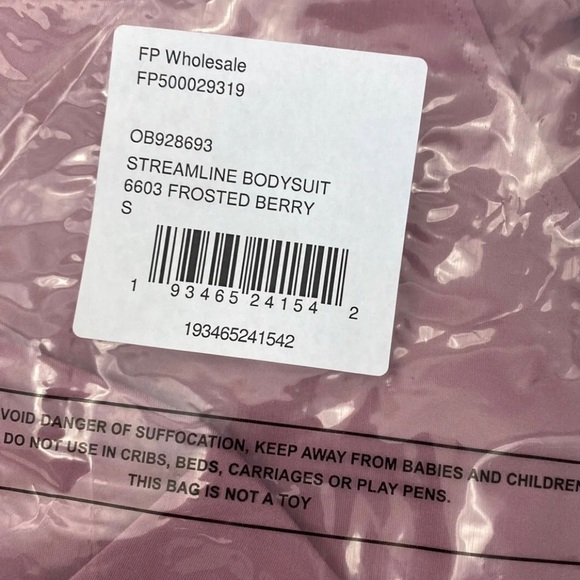 FP Wholesale
FP500029319
OB928693
STREAMLINE BODYSUIT
6603 FROSTED BERRY
S
1 93465 24154 2
193465241542
VOID DANGER OF SUFFOCATION, KEEP AWAY FROM BABIES AND CHILDREN
DO NOT USE IN CRIBS, BEDS, CARRIAGES OR PLAY PENS.
THIS BAG IS NOT A TOY